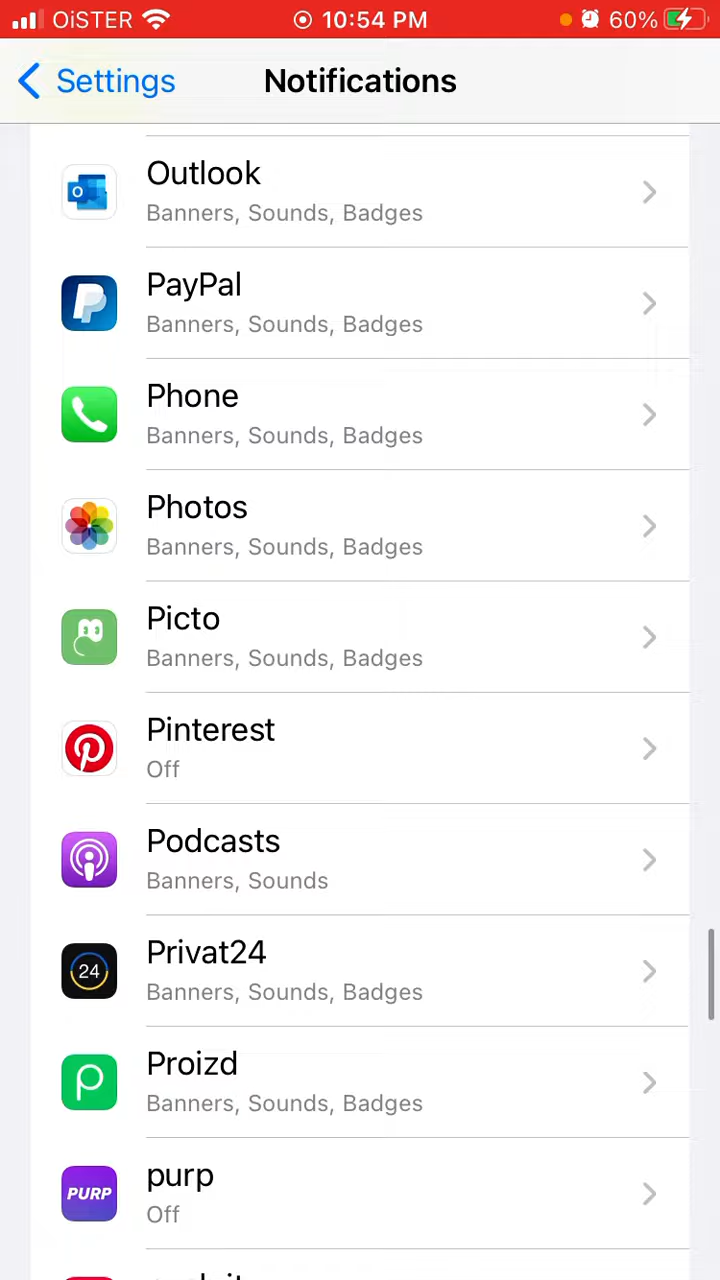 OiSTER 10:54 PM 60%
Settings Notifications
Outlook
Banners, Sounds, Badges
PayPal
Banners, Sounds, Badges
Phone
Banners, Sounds, Badges
Photos
Banners, Sounds, Badges
Picto
Banners, Sounds, Badges
Pinterest
Off
Podcasts
Banners, Sounds
24
Privat24
Banners, Sounds, Badges
Proizd
Banners, Sounds, Badges
PURP
purp
Off